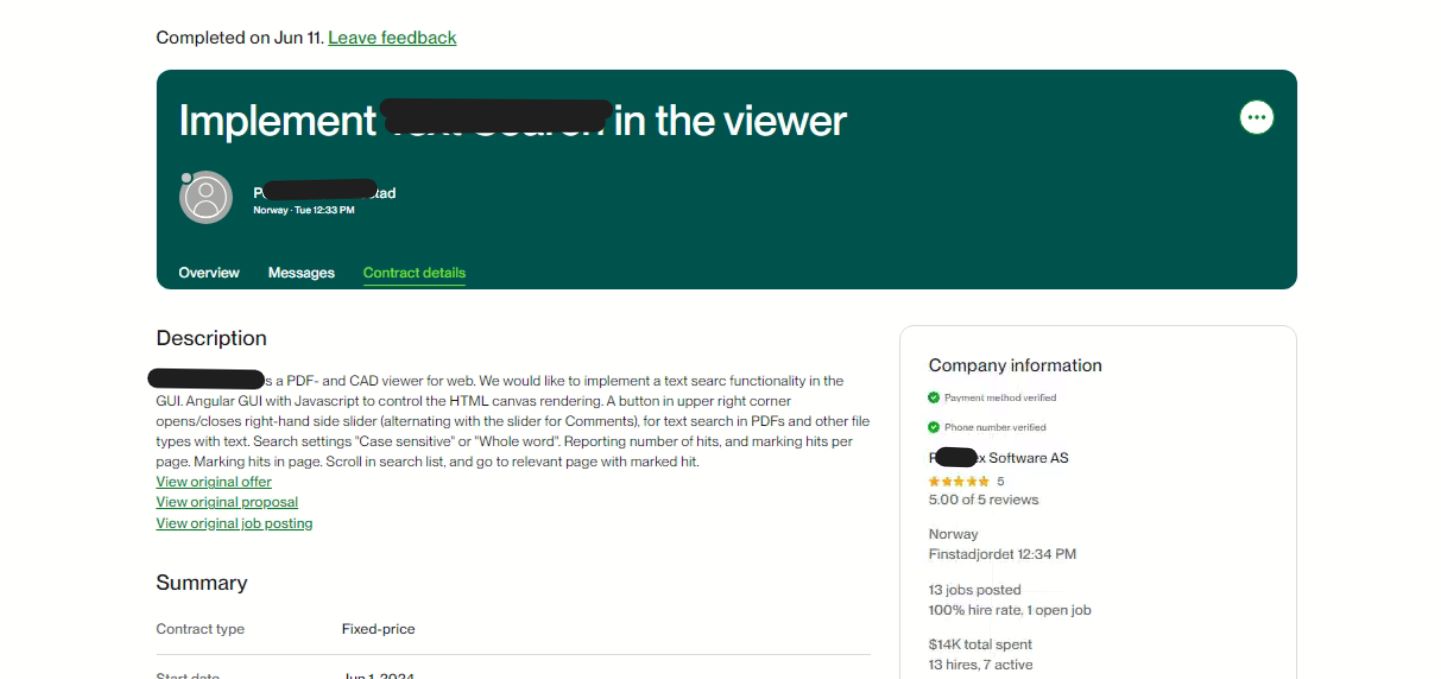 Completed on Jun 11. Leave feedback
Implement in the viewer
Norway · Tue 12:33 PM
Overview Messages Contract details
Description
s a PDF- and CAD viewer for web. We would like to implement a text searc functionality in the
GUI. Angular GUI with Javascript to control the HTML canvas rendering. A button in upper right corner
opens/closes right-hand side slider (alternating with the slider for Comments), for text search in PDFs and other file
types with text. Search settings "Case sensitive" or "Whole word". Reporting number of hits, and marking hits per
page. Marking hits in page. Scroll in search list, and go to relevant page with marked hit.
View original offer
View original proposal
View original job posting
Summary
Contract type Fixed-price
Start date Jun 1, 2024
Company information
Payment method verified
Phone number verified
Software AS
5
5.00 of 5 reviews
Norway
Finstadjordet 12:34 PM
13 jobs posted
100% hire rate, 1 open job
$14K total spent
13 hires, 7 active